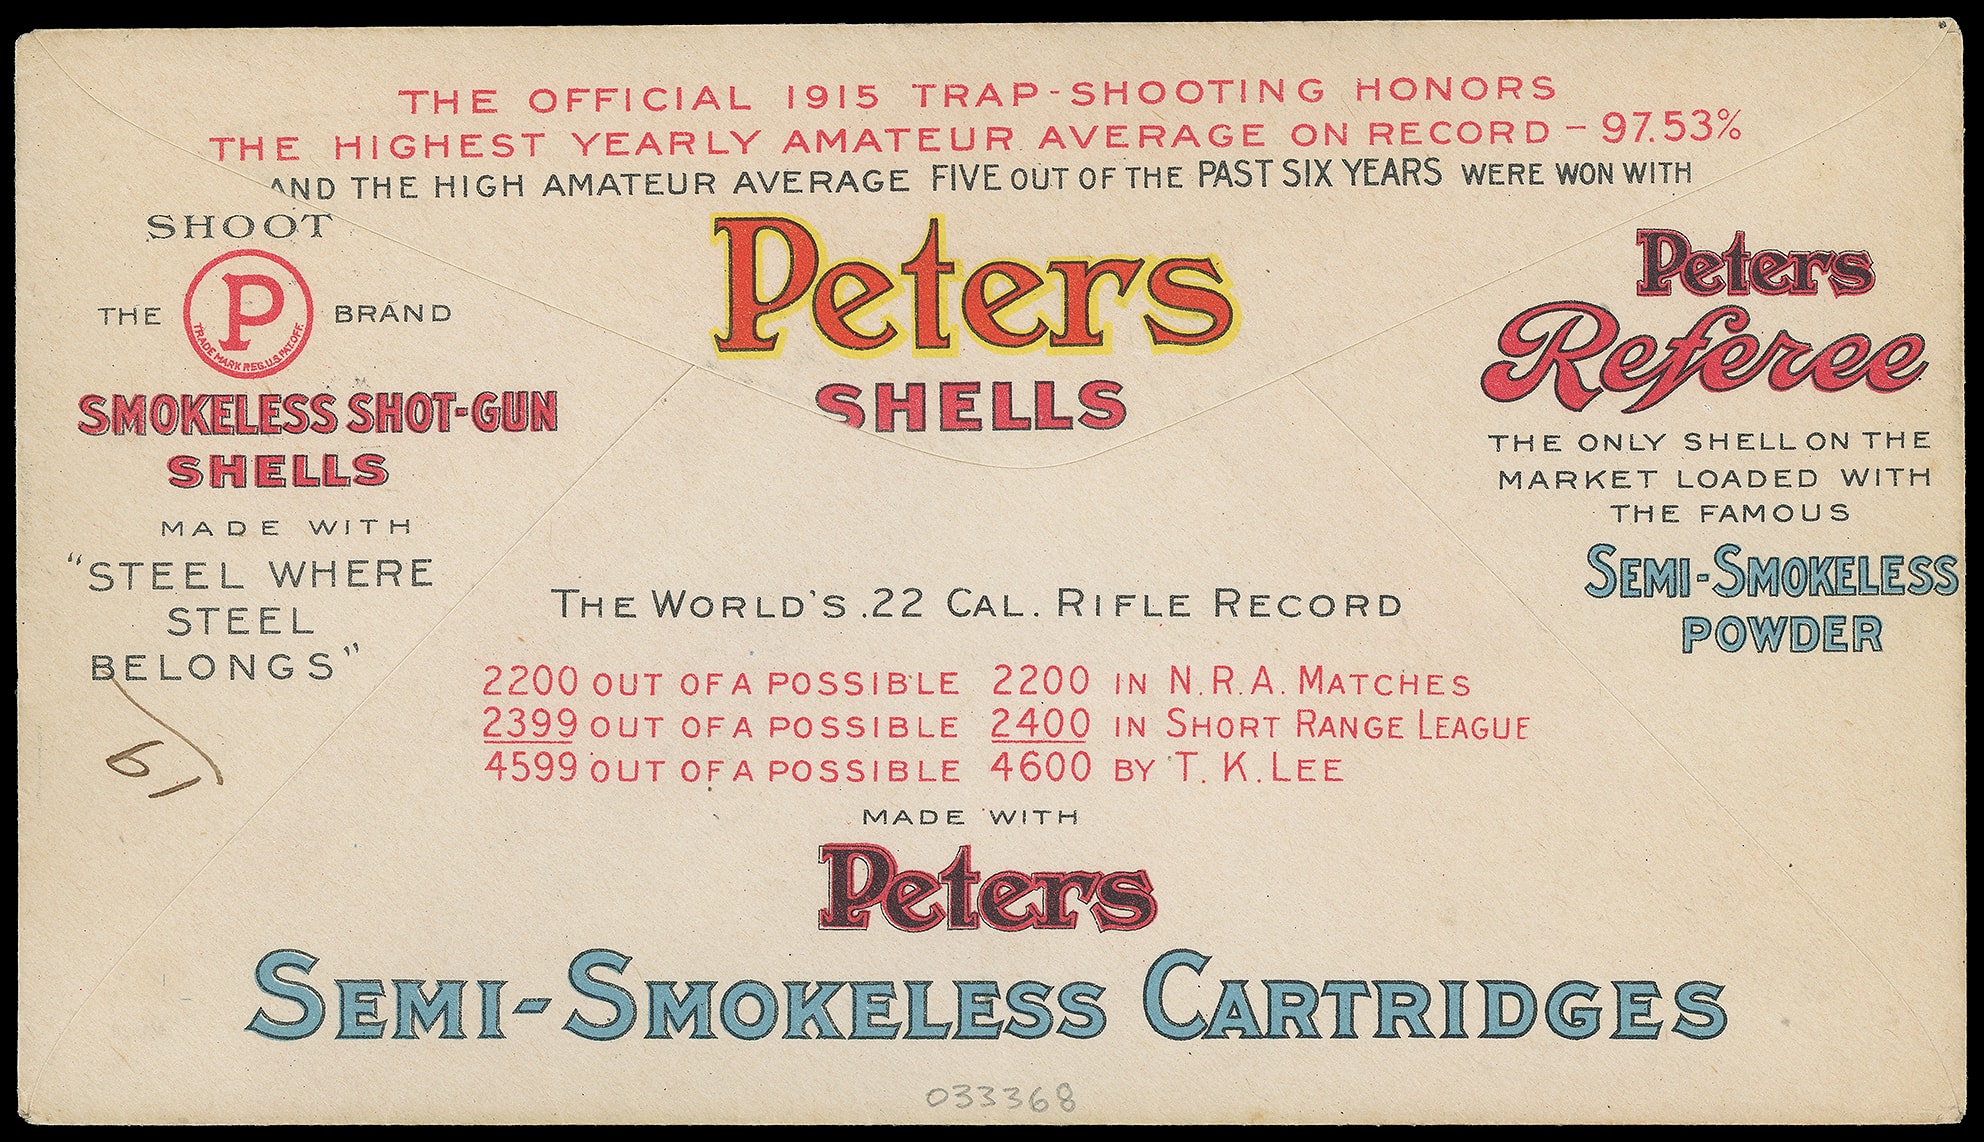 THE OFFICIAL 1915 TRAP-SHOOTING HONORS
THE HIGHEST YEARLY AMATEUR AVERAGE ON RECORD – 97.53%
AND THE HIGH AMATEUR AVERAGE FIVE OUT OF THE PAST SIX YEARS WERE WON WITH
Peters
SHELLS
SHOOT
THE P BRAND
TRADE MARK REG. U.S. PAT. OFF.
SMOKELESS SHOT-GUN
SHELLS
MADE WITH
"STEEL WHERE
STEEL
BELONGS"
Peters
Referee
THE ONLY SHELL ON THE
MARKET LOADED WITH
THE FAMOUS
SEMI-SMOKELESS
POWDER
THE WORLD'S .22 CAL. RIFLE RECORD
2200 OUT OF A POSSIBLE 2200 IN N.R.A. MATCHES
2399 OUT OF A POSSIBLE 2400 IN SHORT RANGE LEAGUE
4599 OUT OF A POSSIBLE 4600 BY T. K. LEE
MADE WITH
Peters
SEMI-SMOKELESS CARTRIDGES
033368